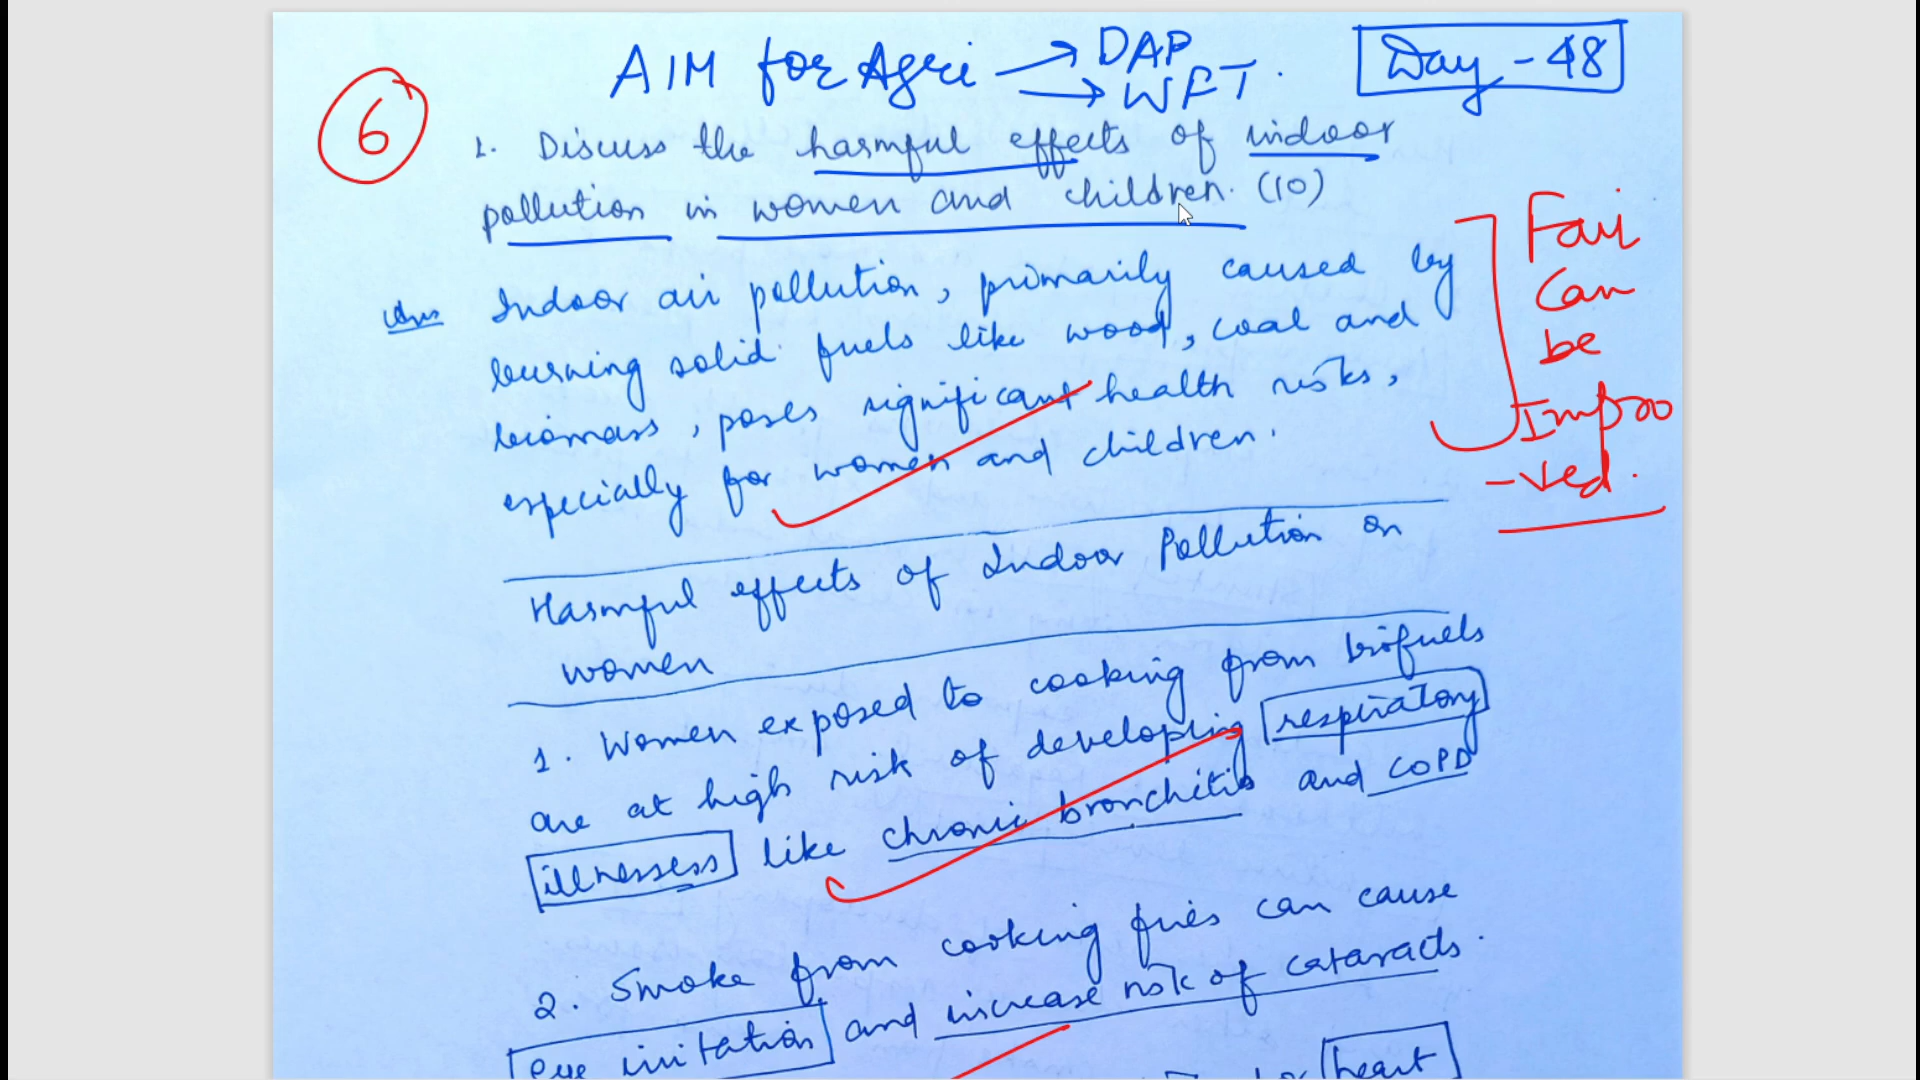 AIM for Agri → DAP
→ WFT.
Day - 48
6
1. Discuss the harmful effects of indoor
pollution in women and children. (10)
Ans Indoor air pollution, primarily caused by
burning solid fuels like wood, coal and
biomass, poses significant health risks,
especially for women and children.
Fair
Can
be
Impro
-ved.
Harmful effects of Indoor Pollution on
women
1. Women exposed to cooking from biofuels
are at high risk of developing respiratory
illnessess like chronic bronchitis and COPD
2. Smoke from cooking fires can cause
eye irritation and increase risk of cataracts.
heart